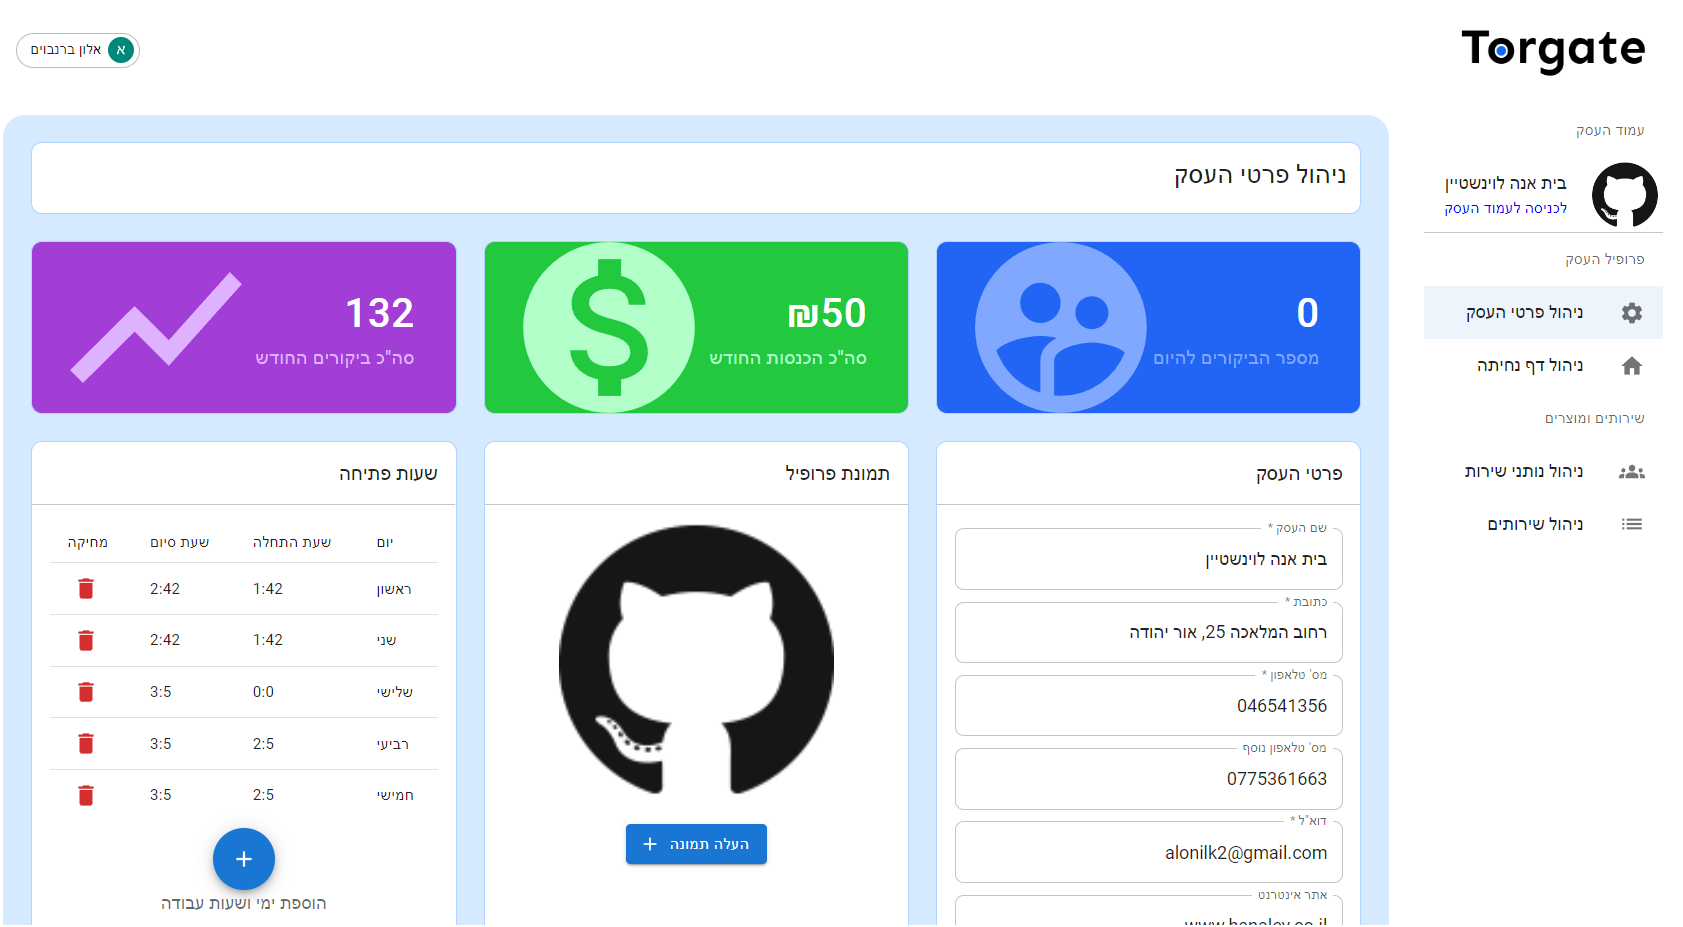 Torgate
א אלון ברנבוים
עמוד העסק
בית אנה לוינשטיין
לכניסה לעמוד העסק
פרופיל העסק
ניהול פרטי העסק
ניהול דף נחיתה
שירותים ומוצרים
ניהול נותני שירות
ניהול שירותים
ניהול פרטי העסק
0
מספר הביקורים להיום
₪50
סה"כ הכנסות החודש
132
סה"כ ביקורים החודש
פרטי העסק
שם העסק *
בית אנה לוינשטיין
כתובת *
רחוב המלאכה 25, אור יהודה
מס' טלאפון *
046541356
מס' טלאפון נוסף
0775361663
דוא"ל *
alonilk2@gmail.com
אתר אינטרנט
תמונת פרופיל
העלה תמונה +
שעות פתיחה
יום שעת התחלה שעת סיום מחיקה
ראשון 1:42 2:42
שני 1:42 2:42
שלישי 0:0 3:5
רביעי 2:5 3:5
חמישי 2:5 3:5
+
הוספת ימי ושעות עבודה